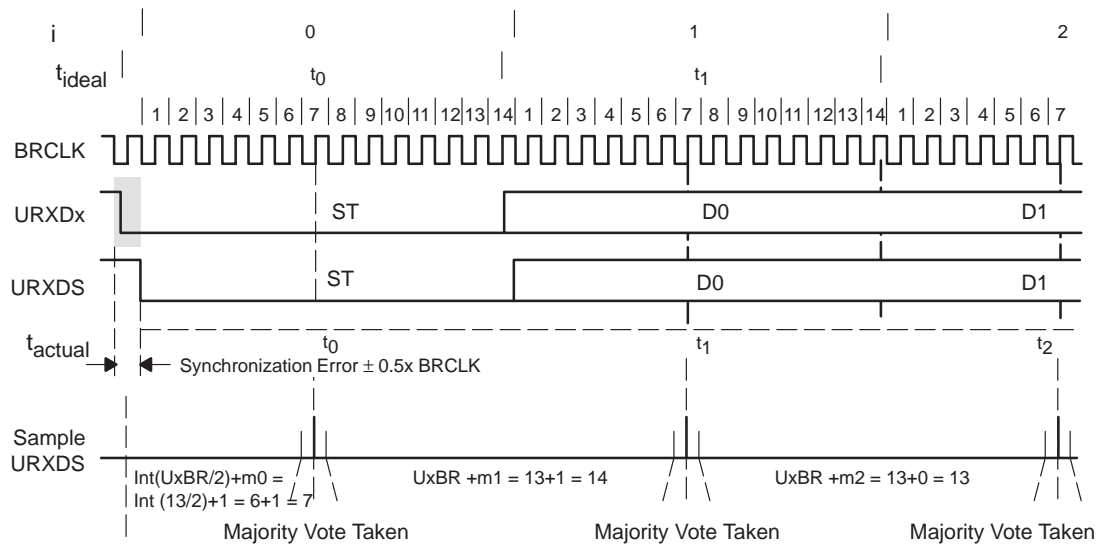 i 0 1 2
tideal t0 t1
1 2 3 4 5 6 7 8 9 10 11 12 13 14 1 2 3 4 5 6 7 8 9 10 11 12 13 14 1 2 3 4 5 6 7
BRCLK
URXDx ST D0 D1
URXDS ST D0 D1
tactual t0 t1 t2
Synchronization Error ± 0.5x BRCLK
Sample
URXDS
Int(UxBR/2)+m0 =
Int (13/2)+1 = 6+1 = 7
UxBR +m1 = 13+1 = 14
UxBR +m2 = 13+0 = 13
Majority Vote Taken Majority Vote Taken Majority Vote Taken